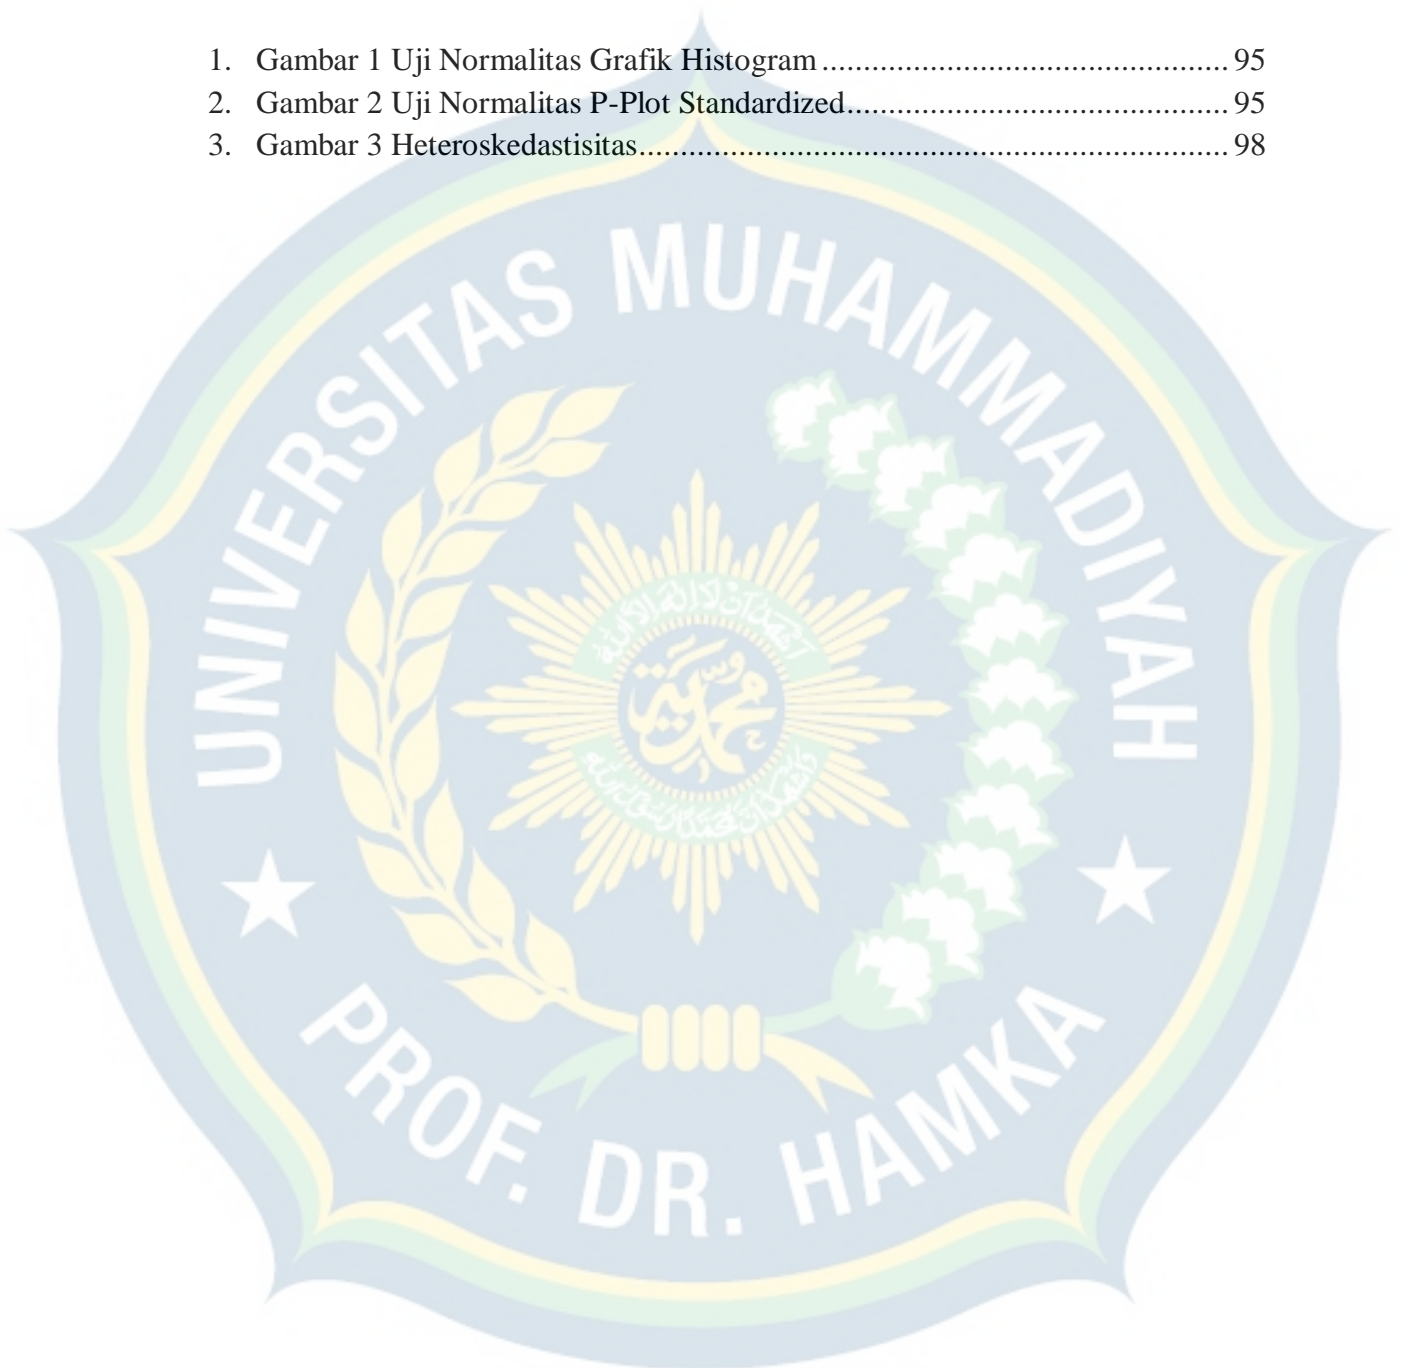 1. Gambar 1 Uji Normalitas Grafik Histogram ........................................ 95
2. Gambar 2 Uji Normalitas P-Plot Standardized...................................... 95
3. Gambar 3 Heteroskedastisitas........................................................... 98
UNIVERSITAS MUHAMMADIYAH
محمدية
PROF. DR. HAMKA